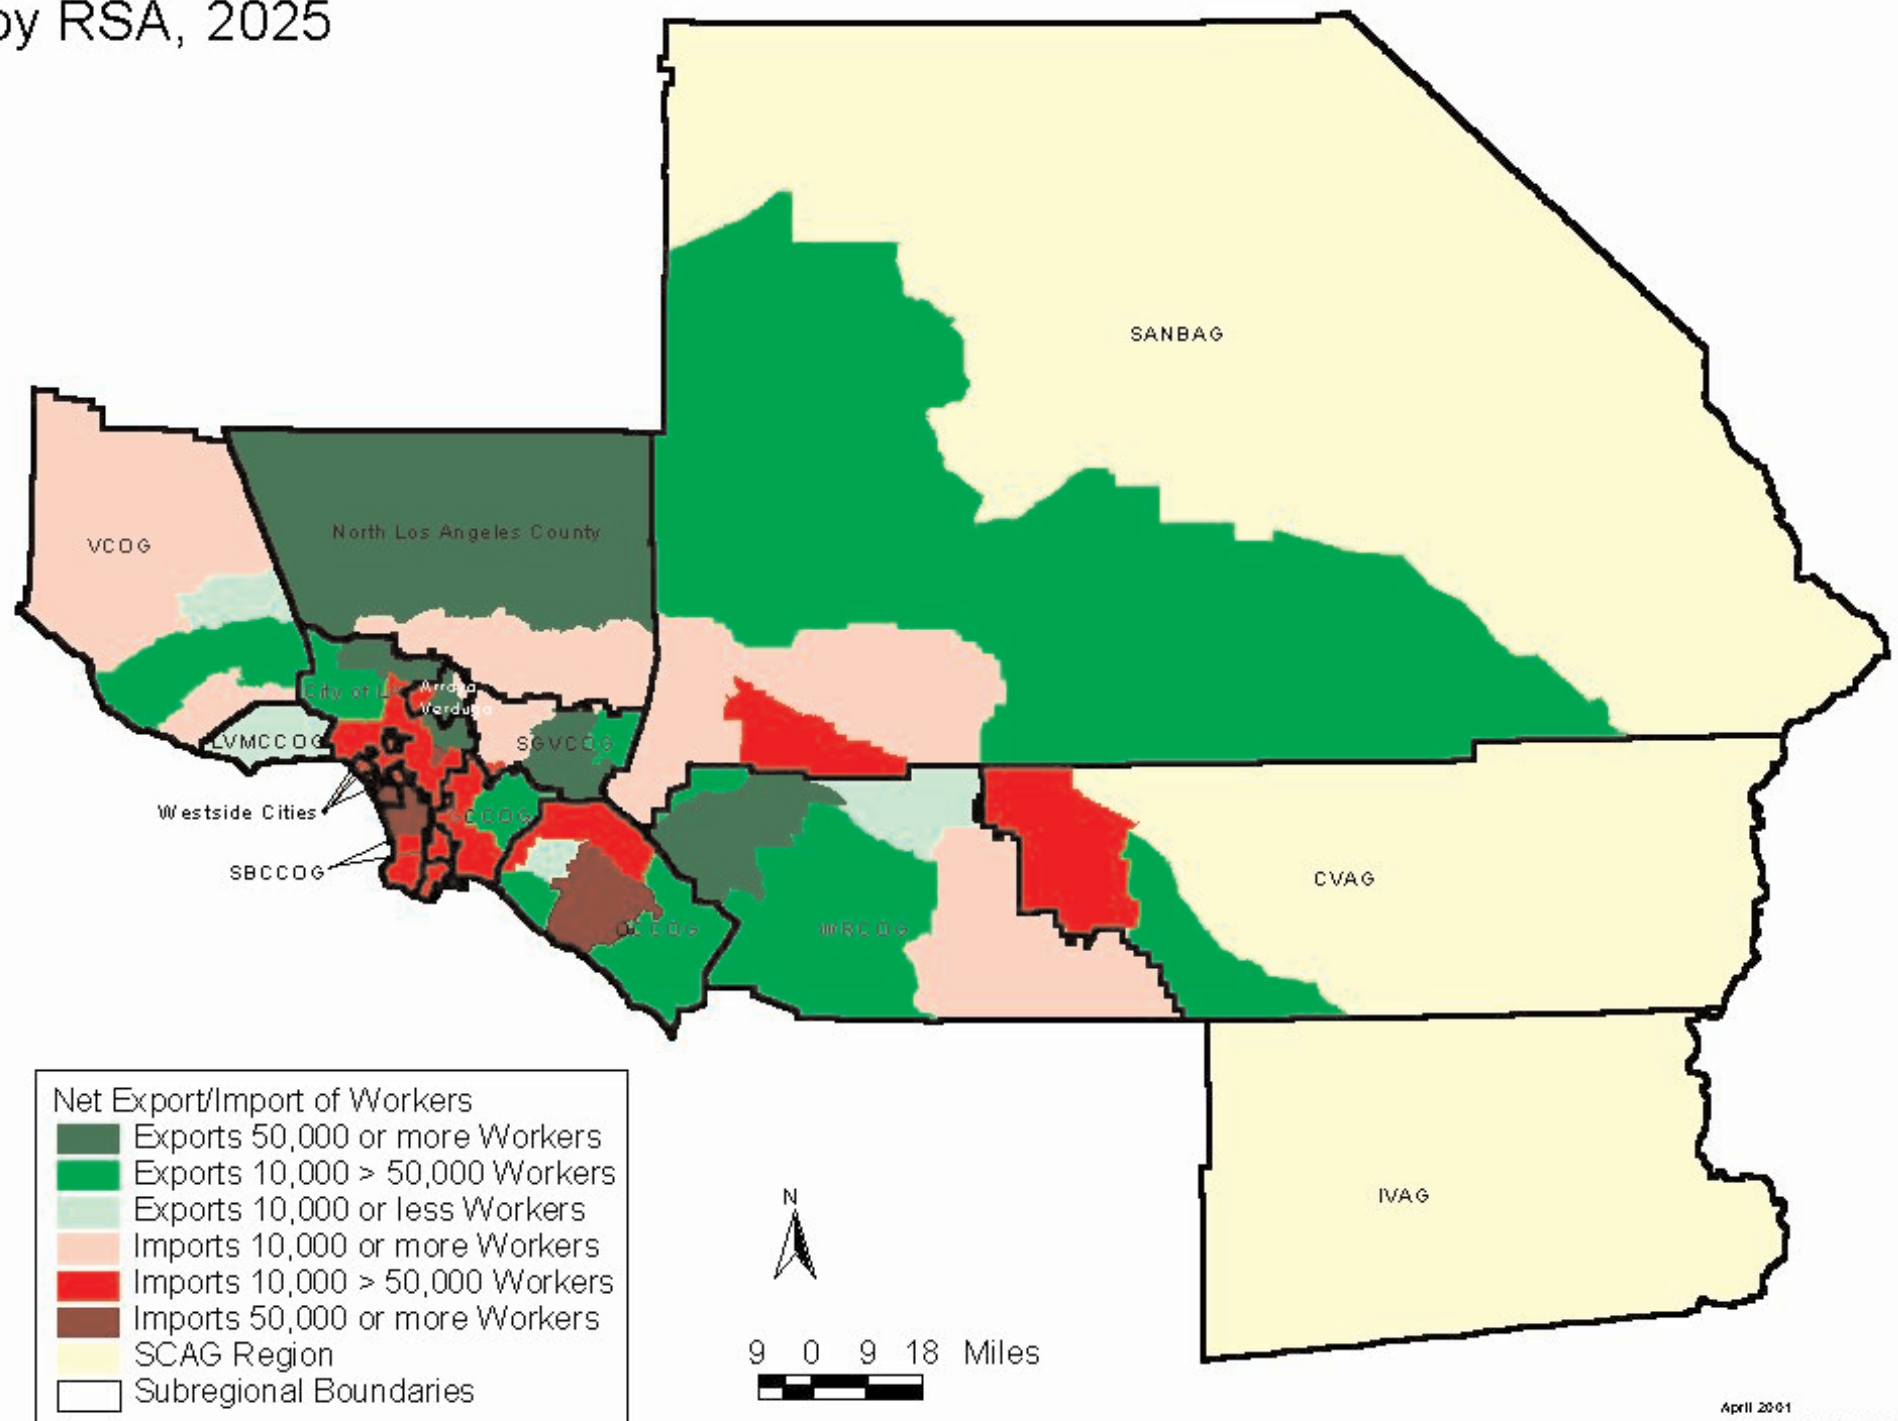 by RSA, 2025
SANBAG
North Los Angeles County
VCOG
City of L
Arroyo
Verdugo
LVMCCOG
SGVCOG
Westside Cities
GCCOG
SBCCOG
CVAG
OCCOG
WRCOG
IVAG
Net Export/Import of Workers
Exports 50,000 or more Workers
Exports 10,000 > 50,000 Workers
Exports 10,000 or less Workers
Imports 10,000 or more Workers
Imports 10,000 > 50,000 Workers
Imports 50,000 or more Workers
SCAG Region
Subregional Boundaries
N
9 0 9 18 Miles
April 2001